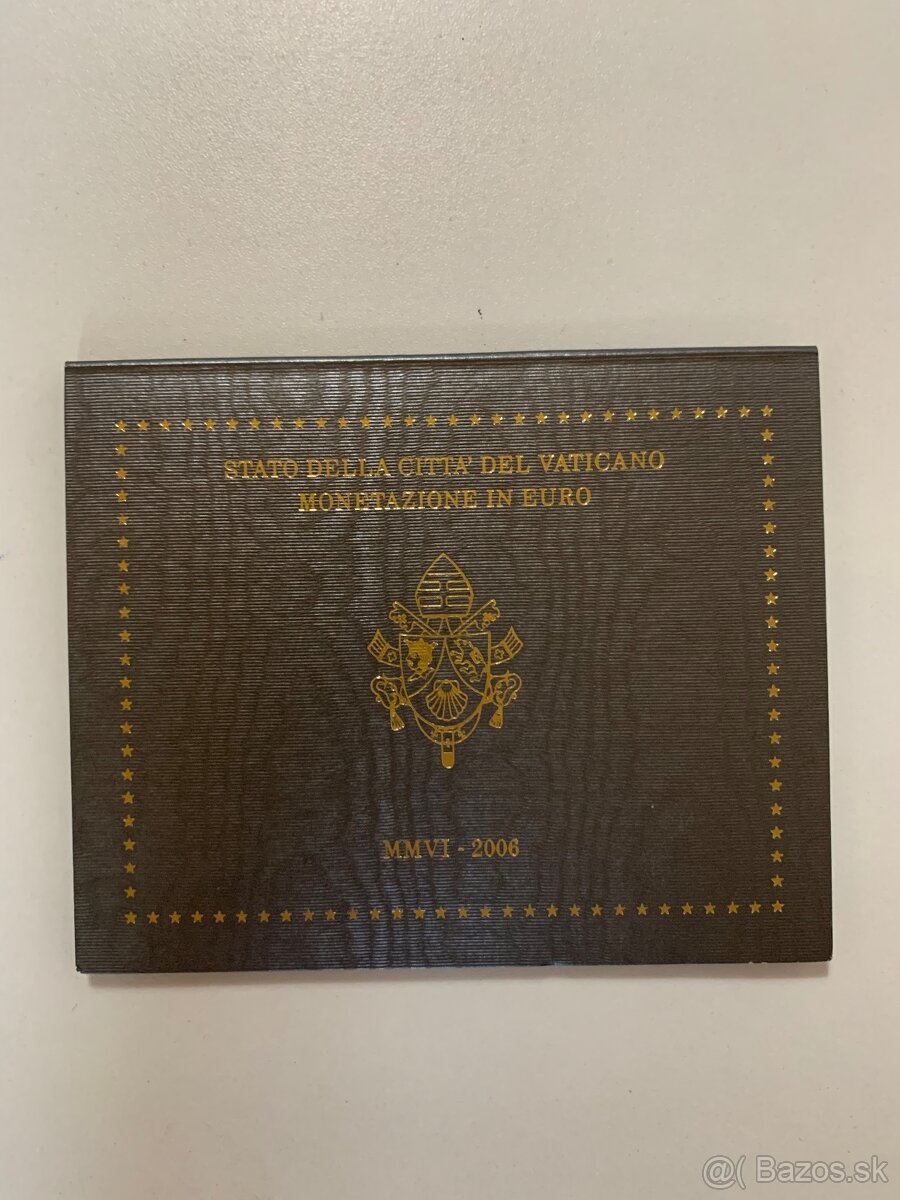 STATO DELLA CITTA' DEL VATICANO
MONETAZIONE IN EURO
MMVI - 2006
@( Bazos.sk